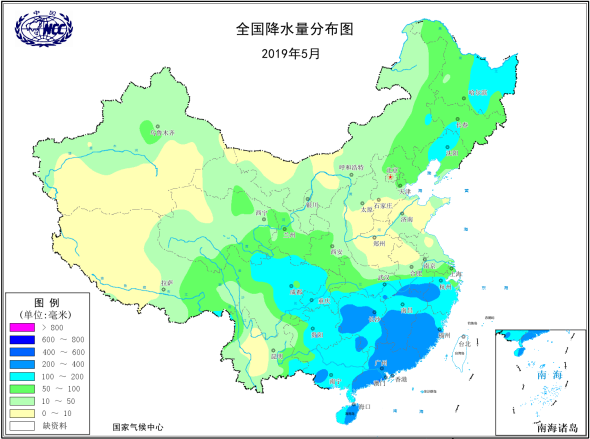 中国
NCC
全国降水量分布图
2019年5月
哈尔滨
长春
沈阳
乌鲁木齐
呼和浩特
北京
天津
银川
太原
石家庄
济南
西宁
兰州
郑州
西安
拉萨
南京
合肥
上海
武汉
杭州
成都
重庆
南昌
长沙
贵阳
福州
台北
昆明
广州
南宁
香港
澳门
海口
图 例
(单位:毫米)
> 800
600 ~ 800
400 ~ 600
200 ~ 400
100 ~ 200
50 ~ 100
10 ~ 50
0 ~ 10
缺资料
国家气候中心
南 海
南海诸岛